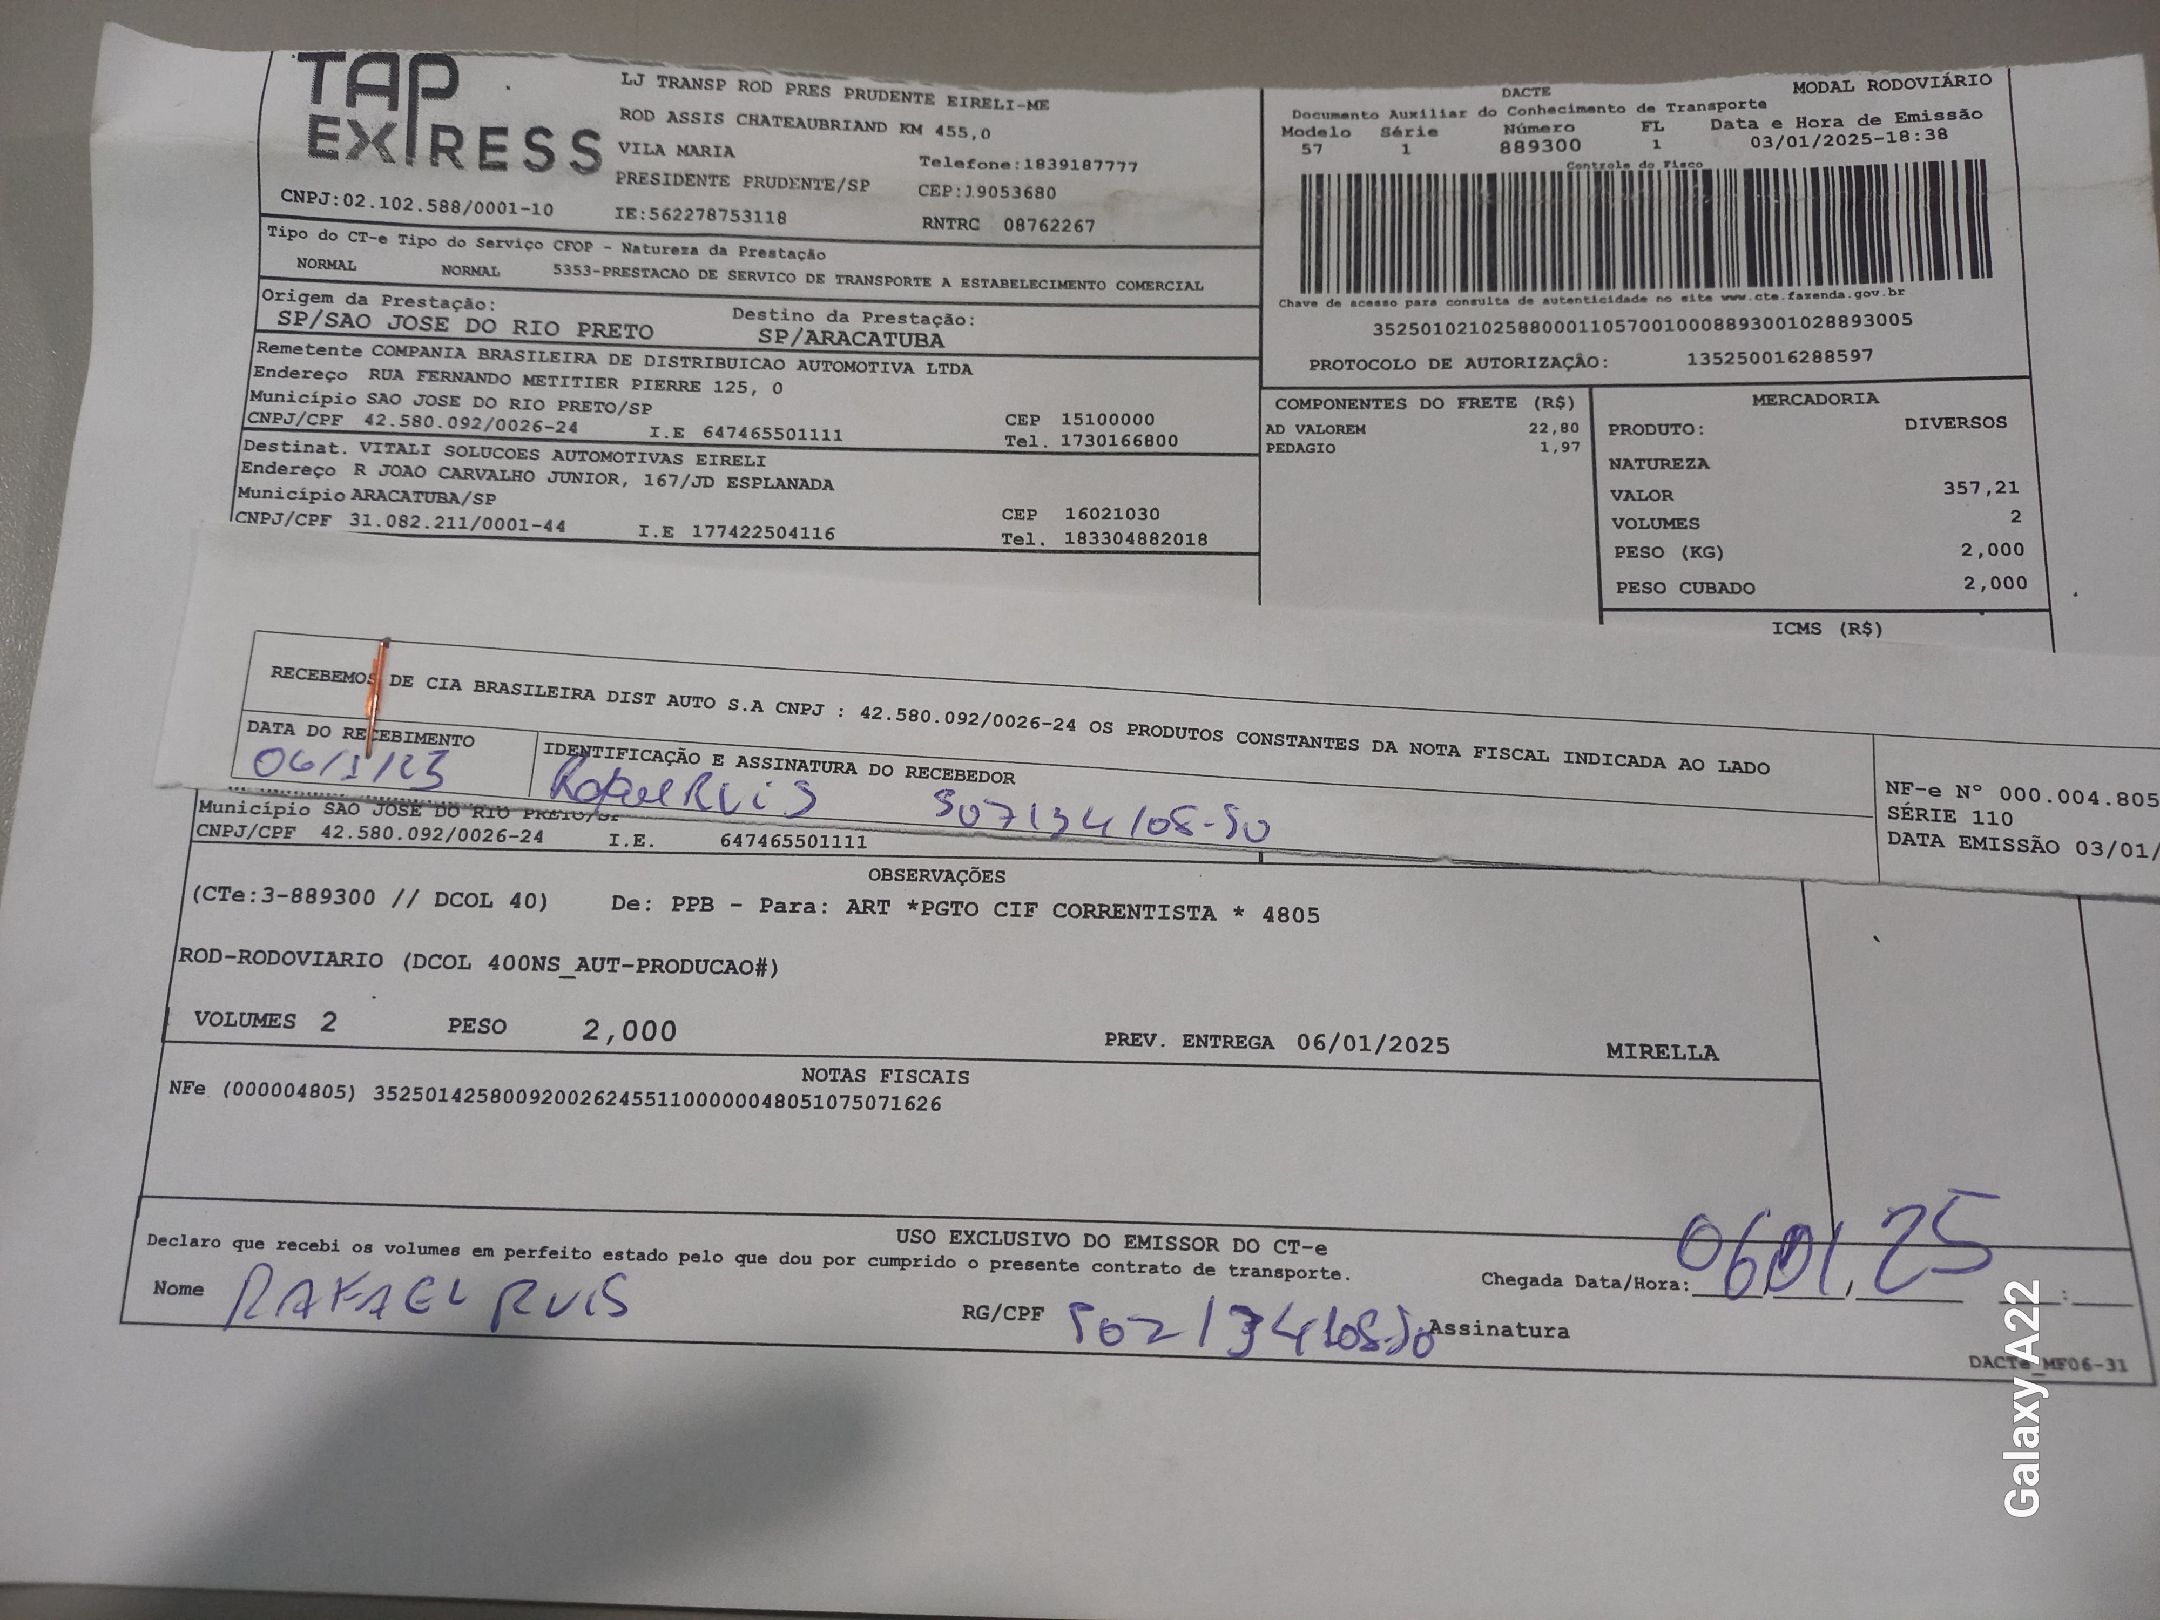 TAP
EXPRESS
LJ TRANSP ROD PRES PRUDENTE EIRELI-ME
ROD ASSIS CHATEAUBRIAND KM 455,0
VILA MARIA
Telefone:1839187777
PRESIDENTE PRUDENTE/SP
CEP:19053680
CNPJ:02.102.588/0001-10
IE:562278753118
RNTRC 08762267
DACTE
MODAL RODOVIÁRIO
Documento Auxiliar do Conhecimento de Transporte
Modelo Série Número FL Data e Hora de Emissão
57 1 889300 1 03/01/2025-18:38
Controle do Fisco
Chave de acesso para consulta de autenticidade no site www.cte.fazenda.gov.br
35250102102588000110570010008893001028893005
PROTOCOLO DE AUTORIZAÇÃO: 135250016288597
Tipo do CT-e Tipo do Serviço CFOP - Natureza da Prestação
NORMAL NORMAL 5353-PRESTACAO DE SERVICO DE TRANSPORTE A ESTABELECIMENTO COMERCIAL
Origem da Prestação: Destino da Prestação:
SP/SAO JOSE DO RIO PRETO SP/ARACATUBA
Remetente COMPANIA BRASILEIRA DE DISTRIBUICAO AUTOMOTIVA LTDA
Endereço RUA FERNANDO METITIER PIERRE 125, 0
Município SAO JOSE DO RIO PRETO/SP CEP 15100000
CNPJ/CPF 42.580.092/0026-24 I.E 647465501111 Tel. 1730166800
Destinat. VITALI SOLUCOES AUTOMOTIVAS EIRELI
Endereço R JOAO CARVALHO JUNIOR, 167/JD ESPLANADA
Município ARACATUBA/SP CEP 16021030
CNPJ/CPF 31.082.211/0001-44 I.E 177422504116 Tel. 183304882018
COMPONENTES DO FRETE (R$)
AD VALOREM 22,80
PEDAGIO 1,97
MERCADORIA
PRODUTO: DIVERSOS
NATUREZA
VALOR 357,21
VOLUMES 2
PESO (KG) 2,000
PESO CUBADO 2,000
ICMS (R$)
RECEBEMOS DE CIA BRASILEIRA DIST AUTO S.A CNPJ : 42.580.092/0026-24 OS PRODUTOS CONSTANTES DA NOTA FISCAL INDICADA AO LADO
DATA DO RECEBIMENTO IDENTIFICAÇÃO E ASSINATURA DO RECEBEDOR
Rafael RUiS
NF-e Nº 000.004.805
SÉRIE 110
DATA EMISSÃO 03/01/
Município SAO JOSE DO RIO PRETO/SP
CNPJ/CPF 42.580.092/0026-24 I.E. 647465501111
OBSERVAÇÕES
(CTe:3-889300 // DCOL 40) De: PPB - Para: ART *PGTO CIF CORRENTISTA * 4805
ROD-RODOVIARIO (DCOL 400NS_AUT-PRODUCAO#)
VOLUMES 2 PESO 2,000 PREV. ENTREGA 06/01/2025 MIRELLA
NOTAS FISCAIS
NFe (000004805) 35250142580092002624551100000048051075071626
USO EXCLUSIVO DO EMISSOR DO CT-e
Declaro que recebi os volumes em perfeito estado pelo que dou por cumprido o presente contrato de transporte.
Chegada Data/Hora: 06 01 25 :
Nome RAFAEL RUiS RG/CPF Assinatura
DACTe_MF06-31
Galaxy A22